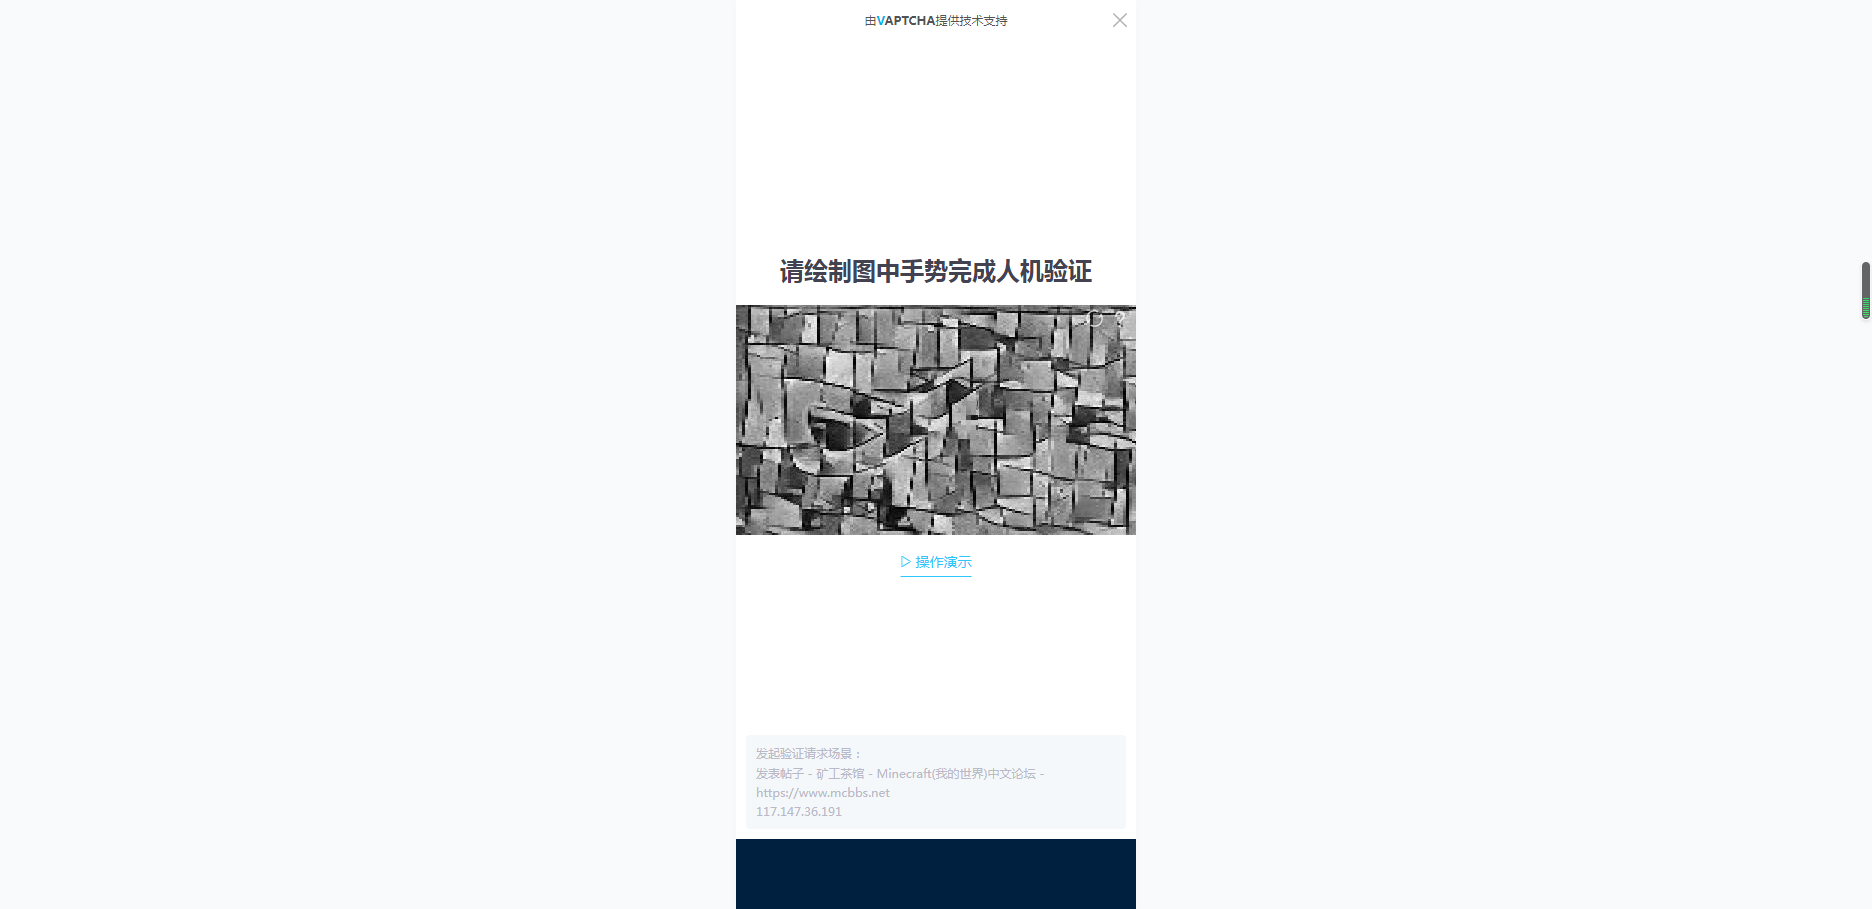 由VAPTCHA提供技术支持
请绘制图中手势完成人机验证
操作演示
发起验证请求场景：
发表帖子 - 矿工茶馆 - Minecraft(我的世界)中文论坛 -
https://www.mcbbs.net
117.147.36.191